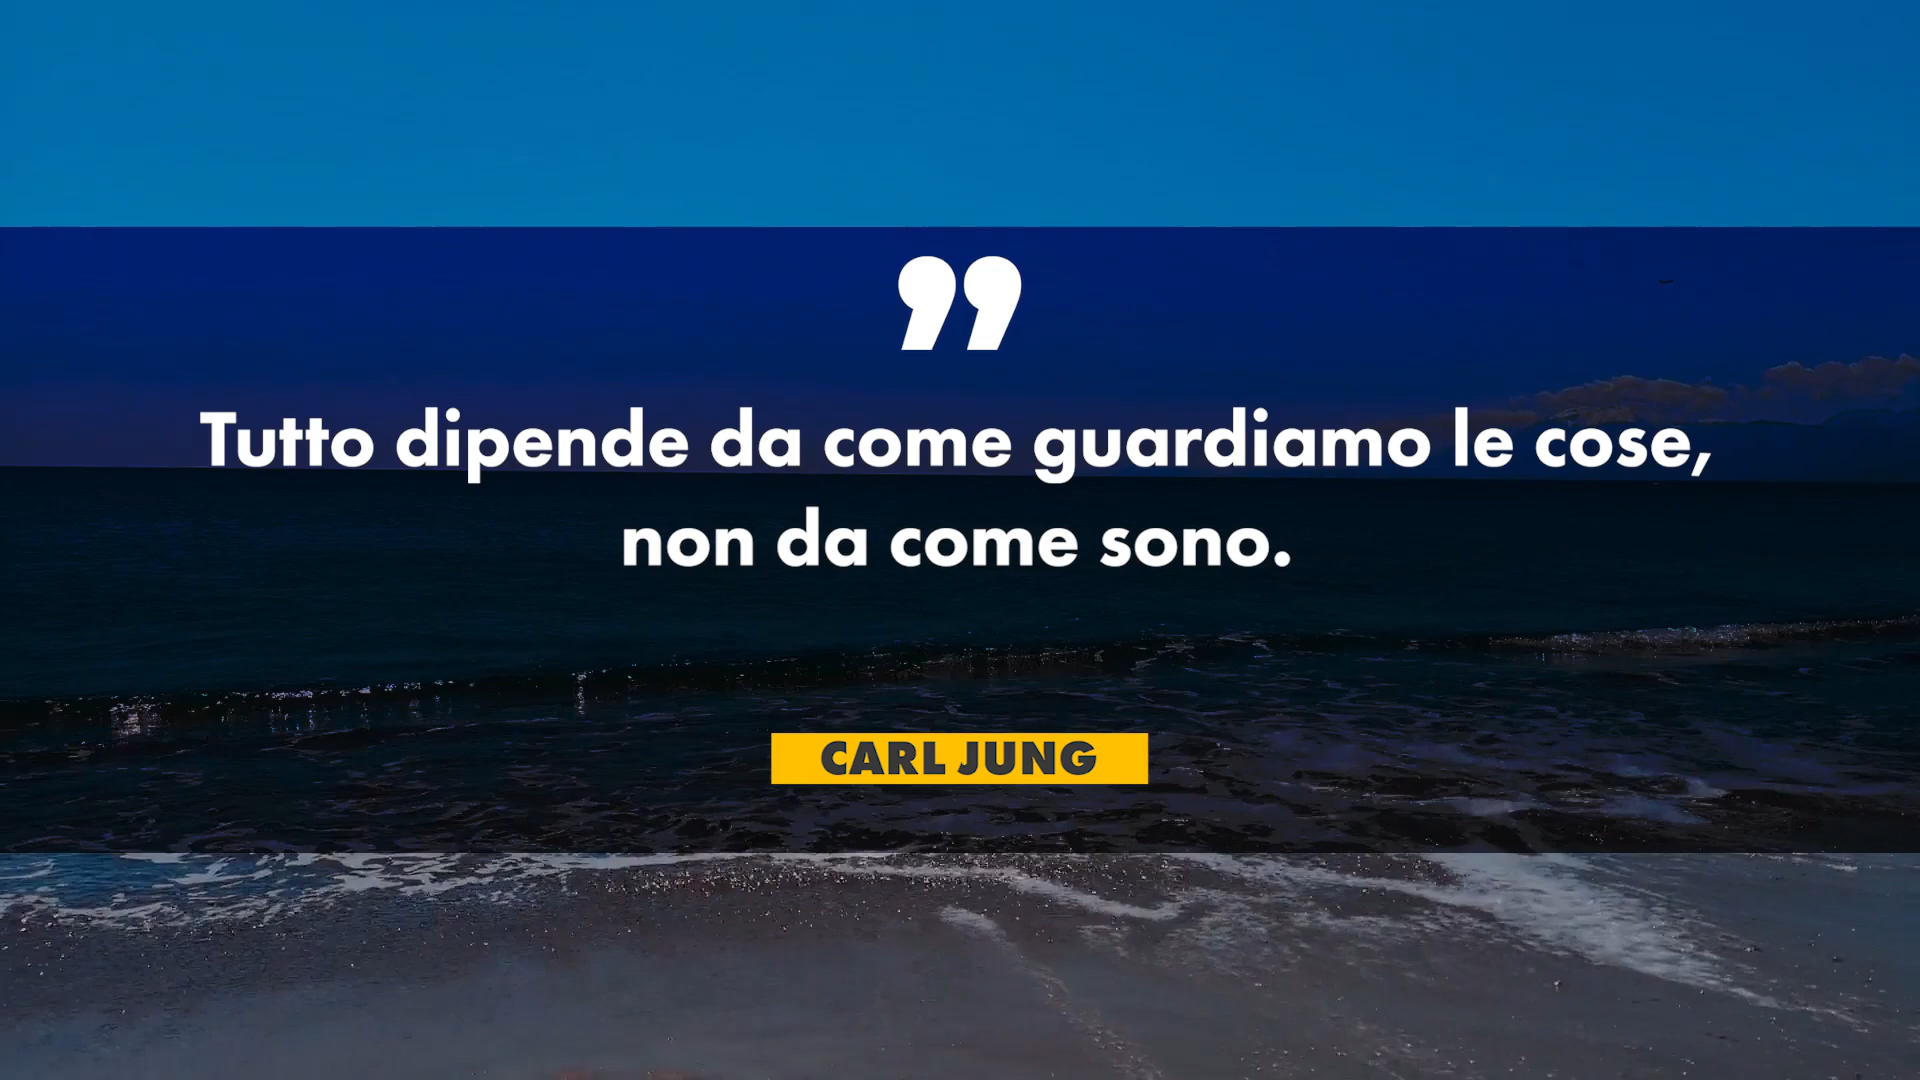 ”
Tutto dipende da come guardiamo le cose,
non da come sono.
CARL JUNG